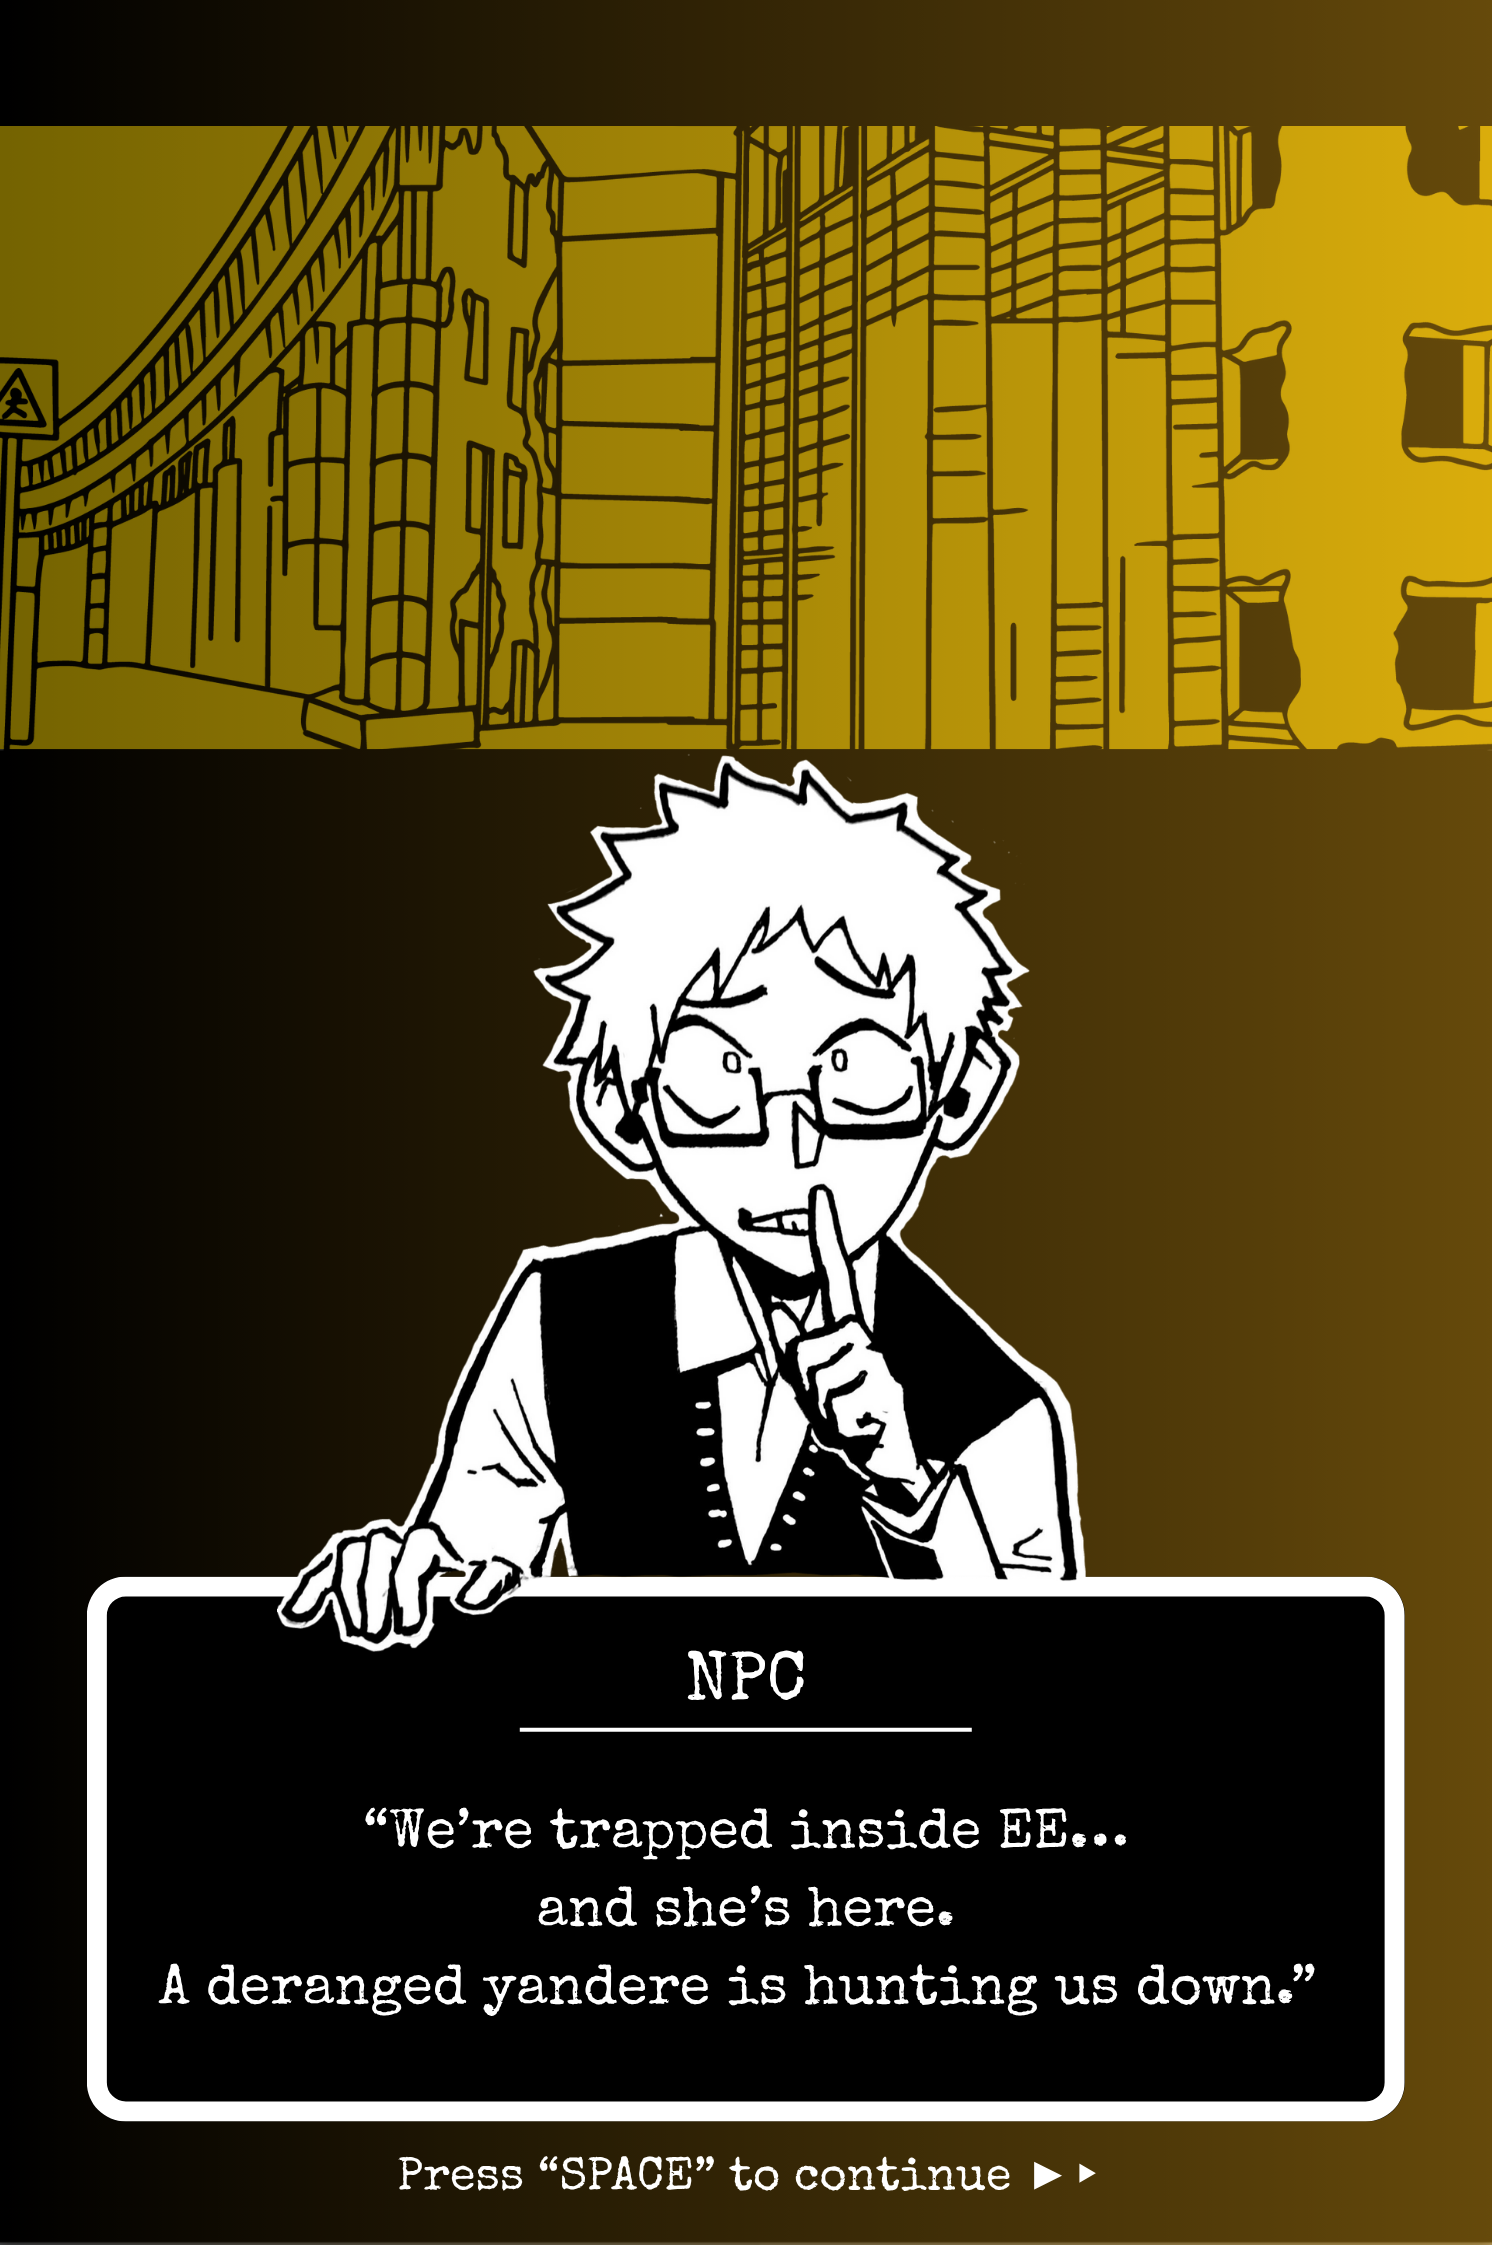 NPC
“We’re trapped inside EE...
and she’s here.
A deranged yandere is hunting us down.”
Press “SPACE” to continue